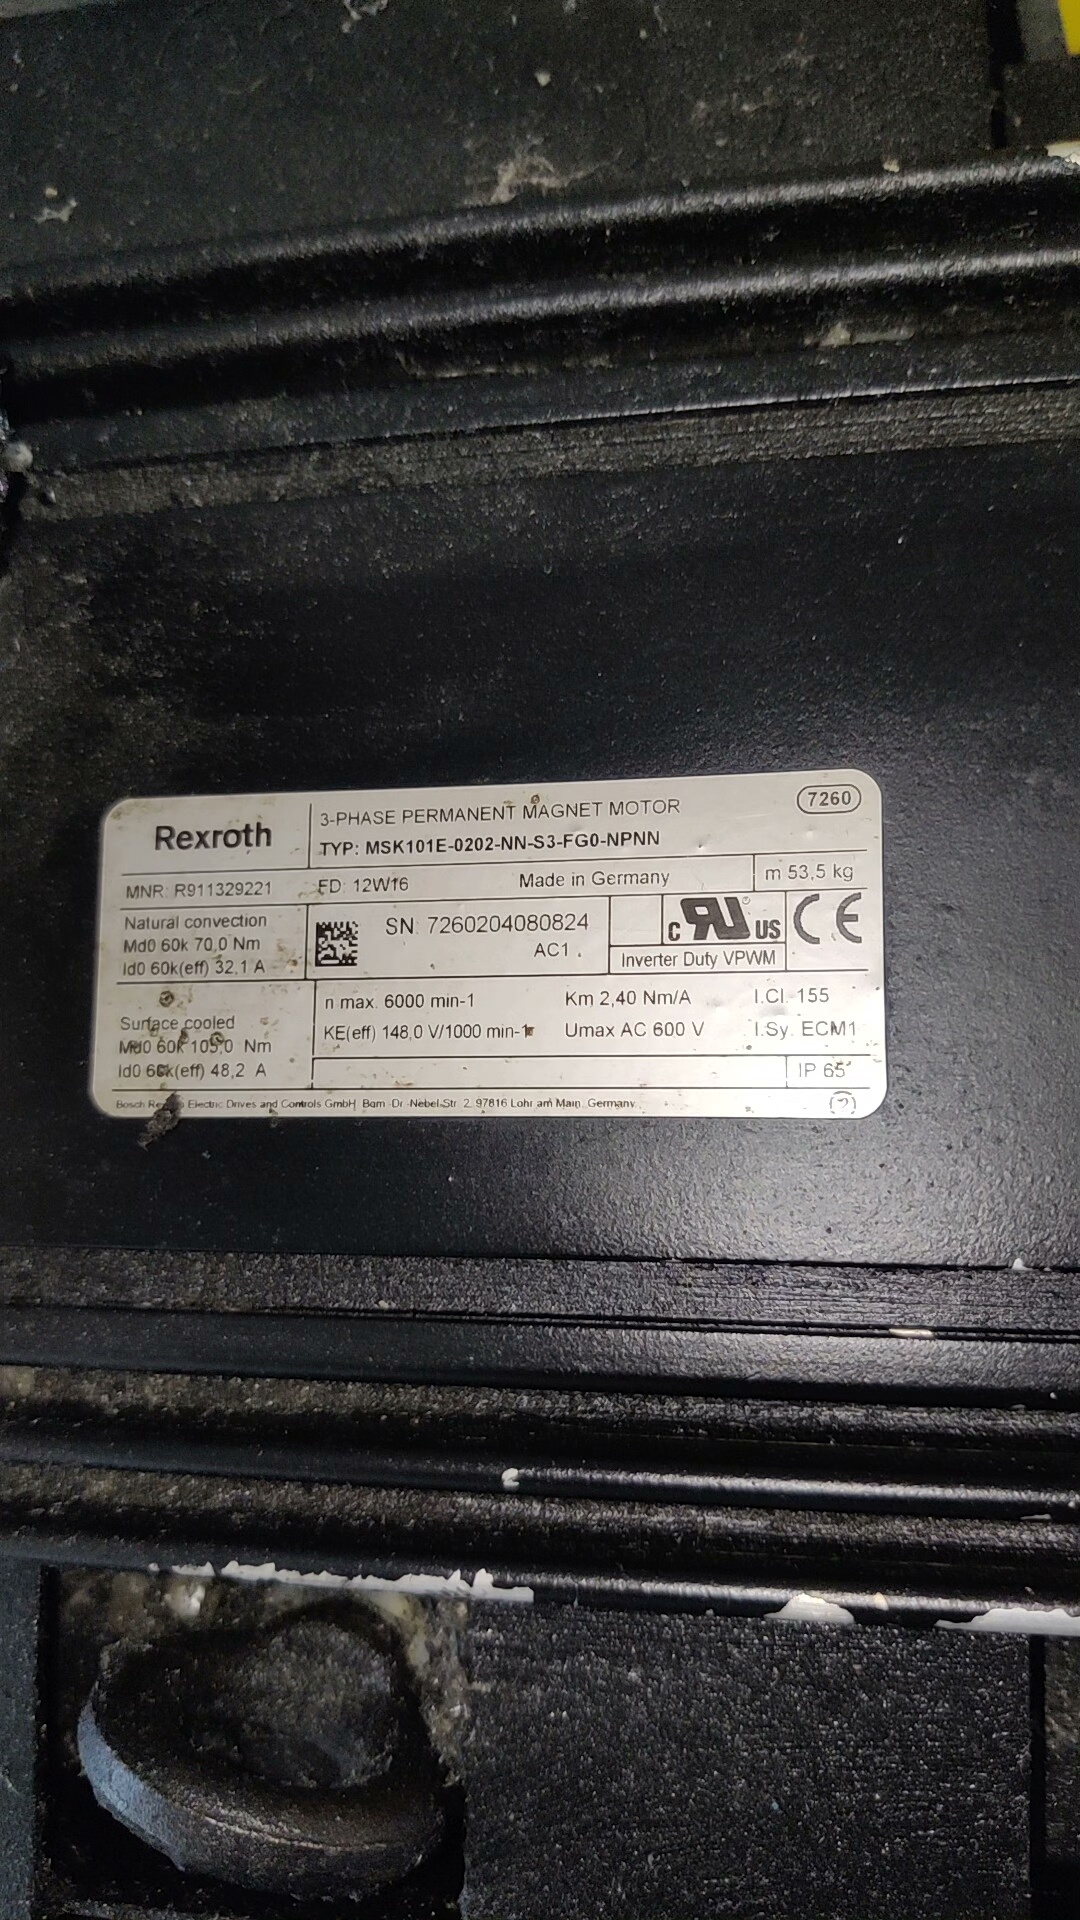 Rexroth
3-PHASE PERMANENT MAGNET MOTOR
7260
TYP: MSK101E-0202-NN-S3-FG0-NPNN
MNR: R911329221
FD: 12W16
Made in Germany
m 53,5 kg
Natural convection
Md0 60k 70,0 Nm
Id0 60k(eff) 32,1 A
SN: 7260204080824
AC1
c RU US
CE
Inverter Duty VPWM
Surface cooled
Md0 60k 105,0 Nm
Id0 60k(eff) 48,2 A
n max. 6000 min-1
Km 2,40 Nm/A
I.Cl. 155
KE(eff) 148,0 V/1000 min-1
Umax AC 600 V
I.Sy. ECM1
IP 65
Bosch Rexroth Electric Drives and Controls GmbH, Bgm.-Dr.-Nebel-Str. 2, 97816 Lohr am Main, Germany
(2)